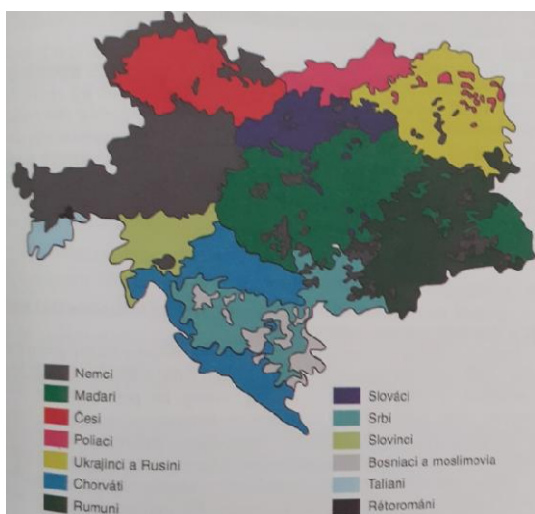 Nemci
Maďari
Česi
Poliaci
Ukrajinci a Rusíni
Chorváti
Rumuni
Slováci
Srbi
Slovinci
Bosniaci a moslimovia
Taliani
Rétorománi